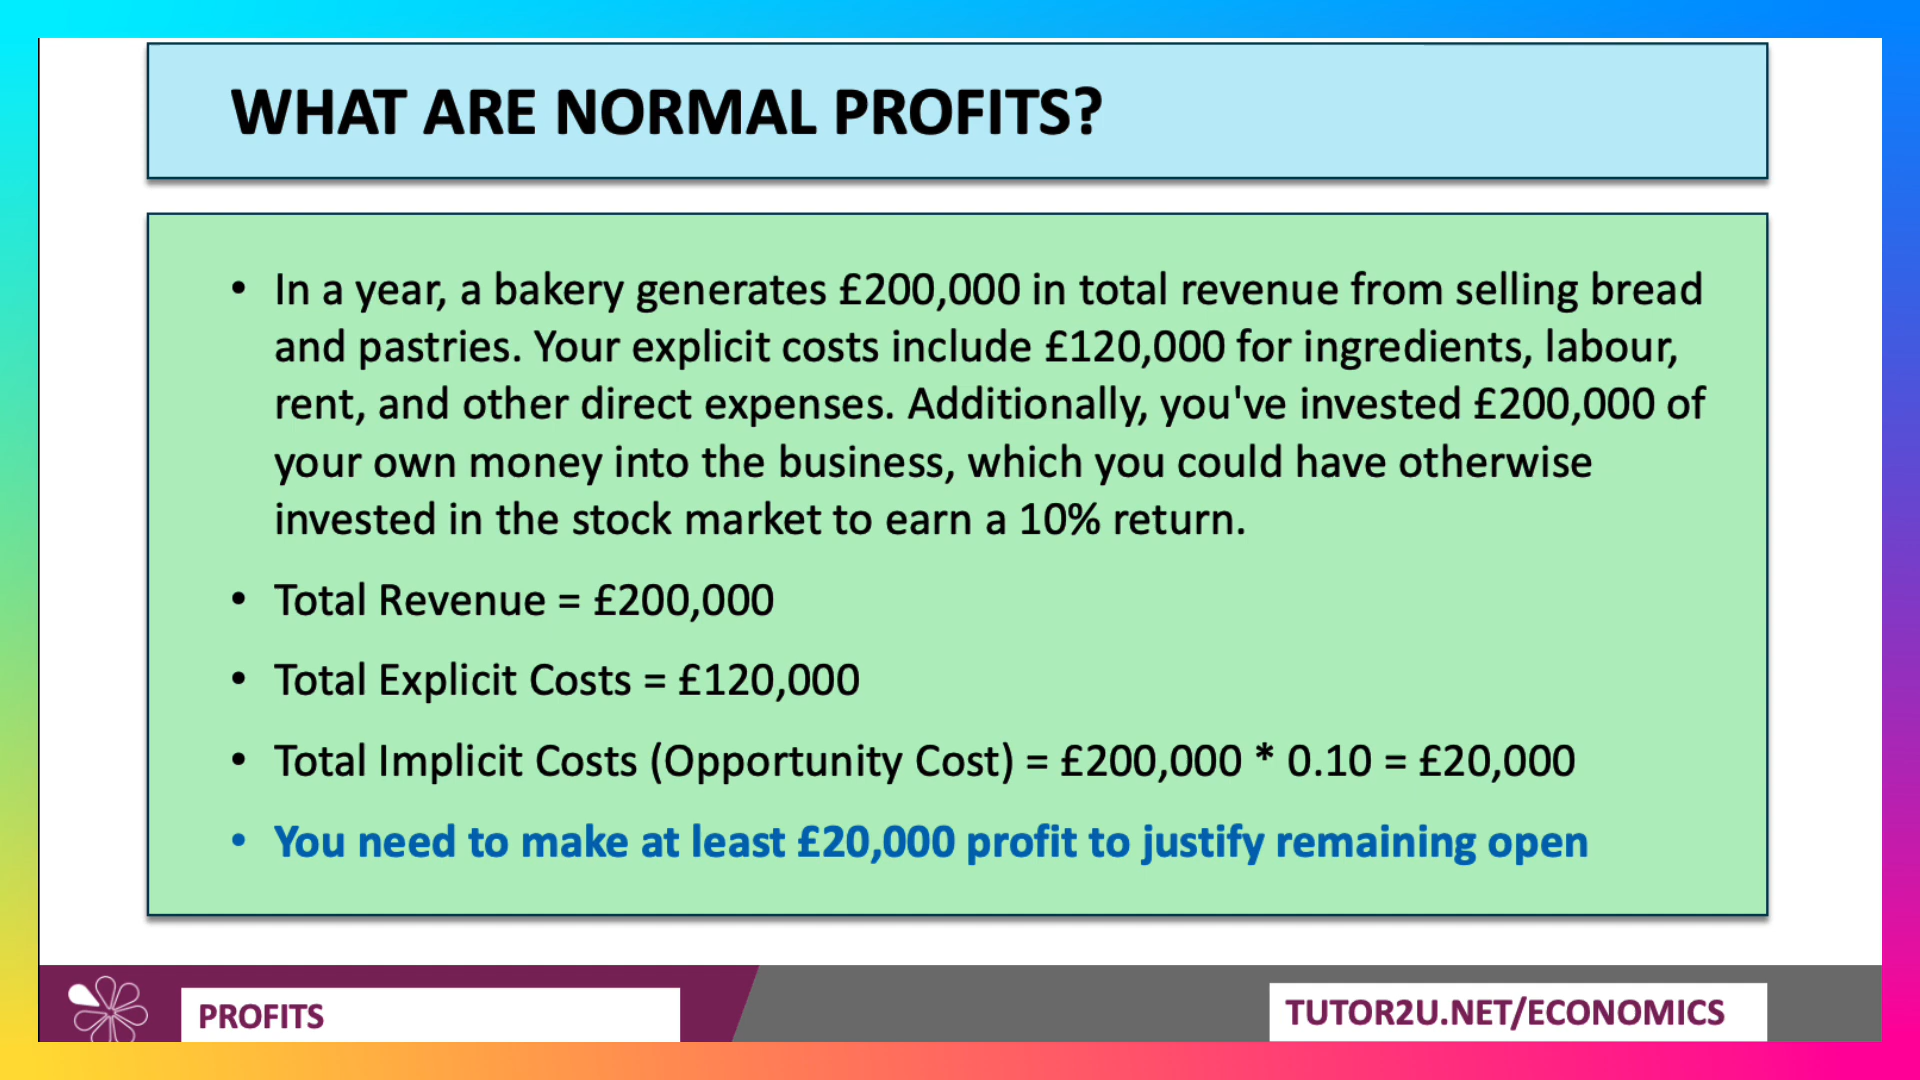 WHAT ARE NORMAL PROFITS?
• In a year, a bakery generates £200,000 in total revenue from selling bread
and pastries. Your explicit costs include £120,000 for ingredients, labour,
rent, and other direct expenses. Additionally, you've invested £200,000 of
your own money into the business, which you could have otherwise
invested in the stock market to earn a 10% return.
• Total Revenue = £200,000
• Total Explicit Costs = £120,000
• Total Implicit Costs (Opportunity Cost) = £200,000 * 0.10 = £20,000
• You need to make at least £20,000 profit to justify remaining open
PROFITS
TUTOR2U.NET/ECONOMICS